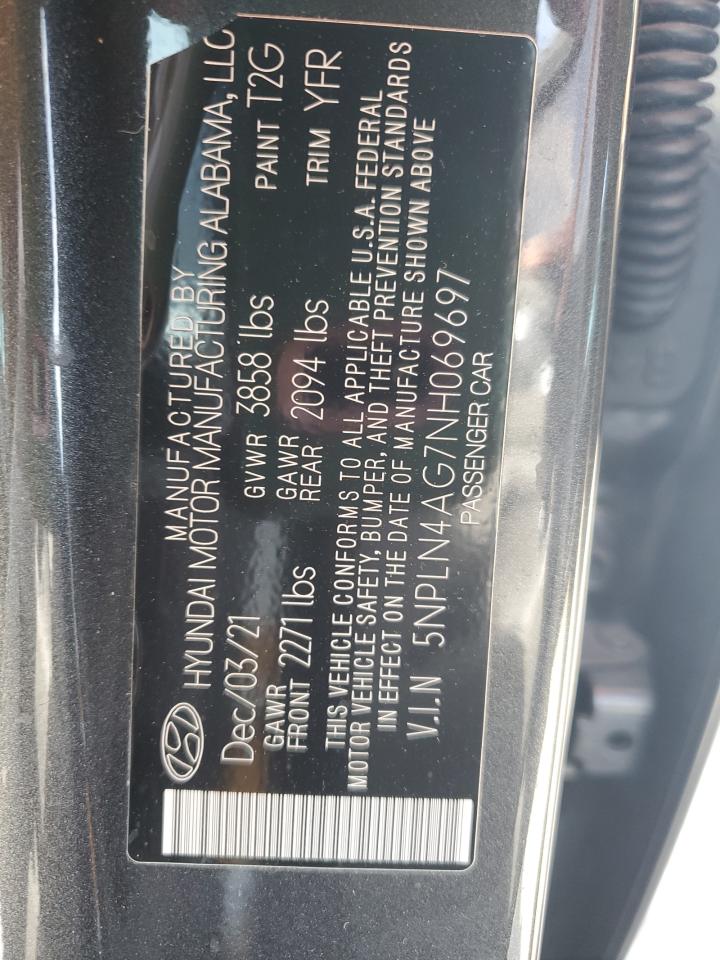 MANUFACTURED BY
HYUNDAI MOTOR MANUFACTURING ALABAMA, LLC
Dec/03/21 GVWR 3858 lbs PAINT T2G
GAWR FRONT 2271 lbs GAWR REAR 2094 lbs TRIM YFR
THIS VEHICLE CONFORMS TO ALL APPLICABLE U.S.A. FEDERAL
MOTOR VEHICLE SAFETY, BUMPER, AND THEFT PREVENTION STANDARDS
IN EFFECT ON THE DATE OF MANUFACTURE SHOWN ABOVE
V.I.N 5NPLN4AG7NH069697
PASSENGER CAR